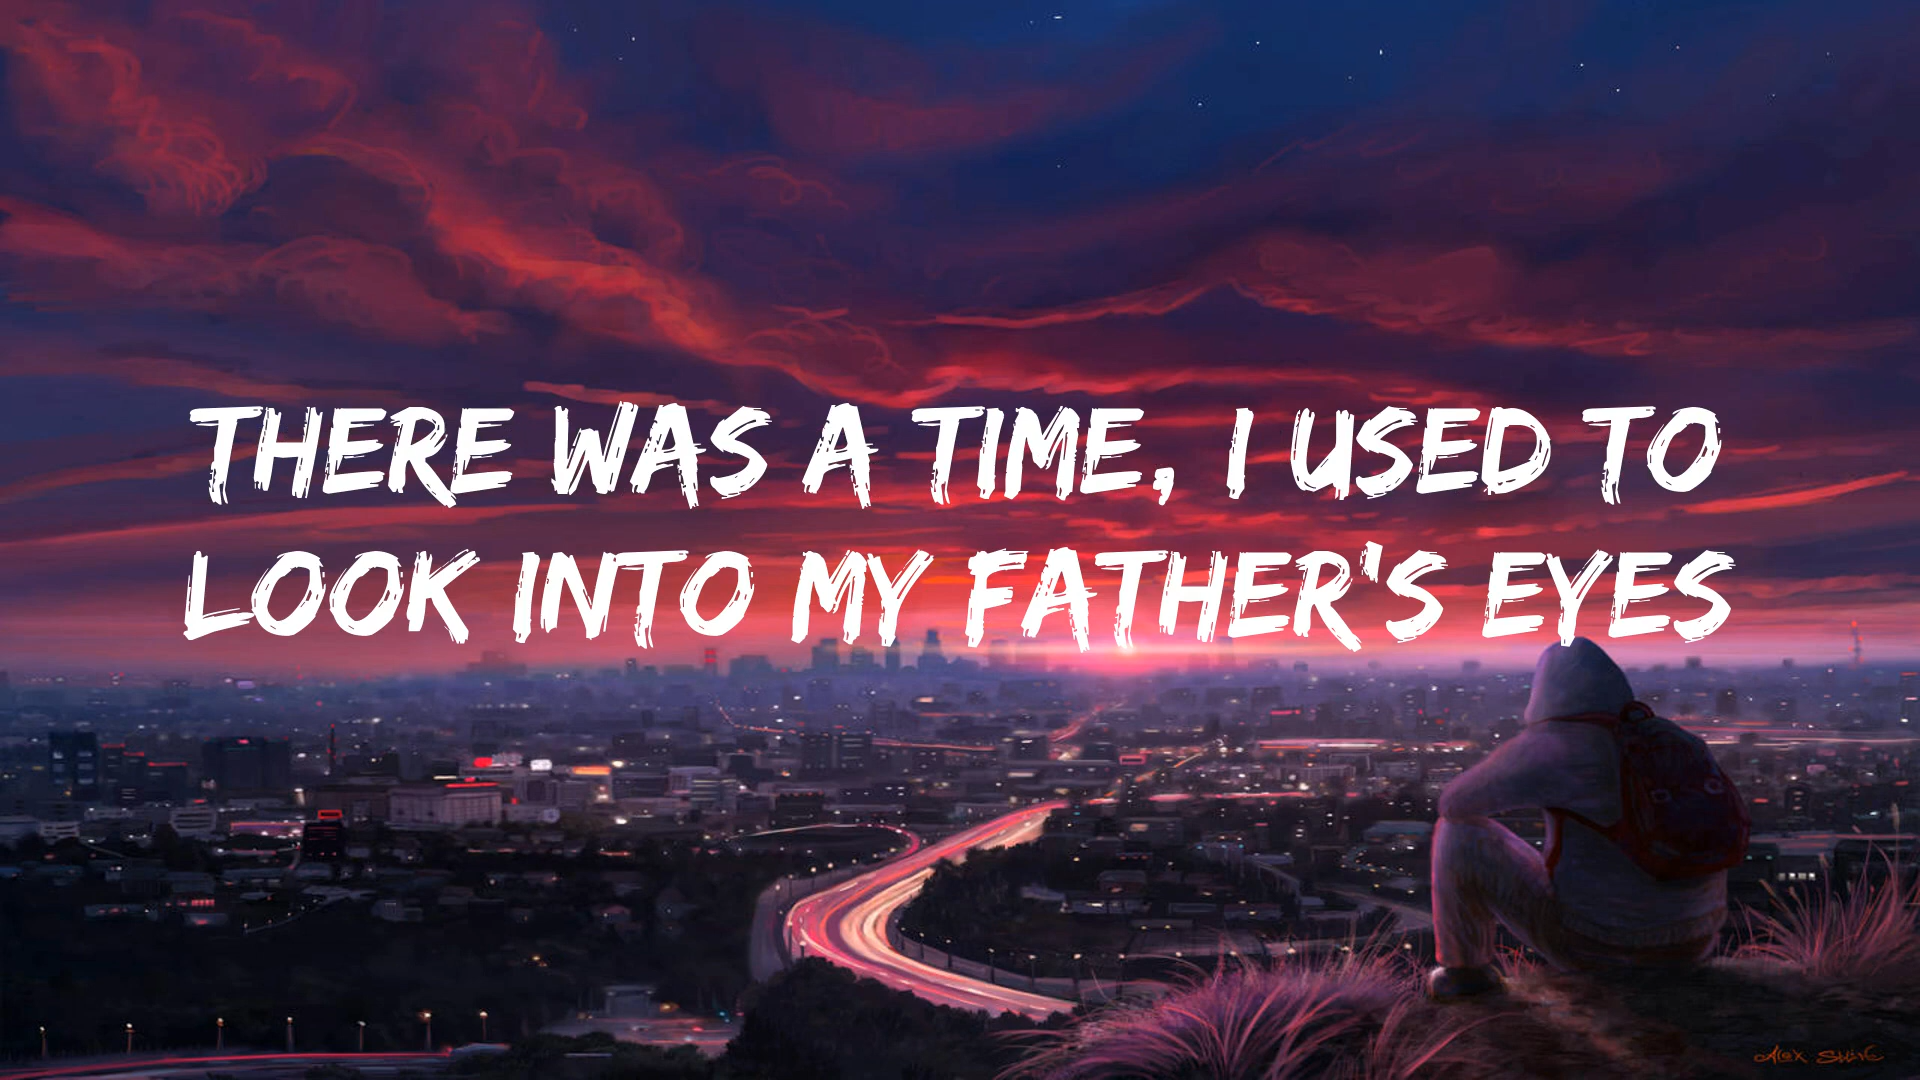 THERE WAS A TIME, I USED TO
LOOK INTO MY FATHER'S EYES